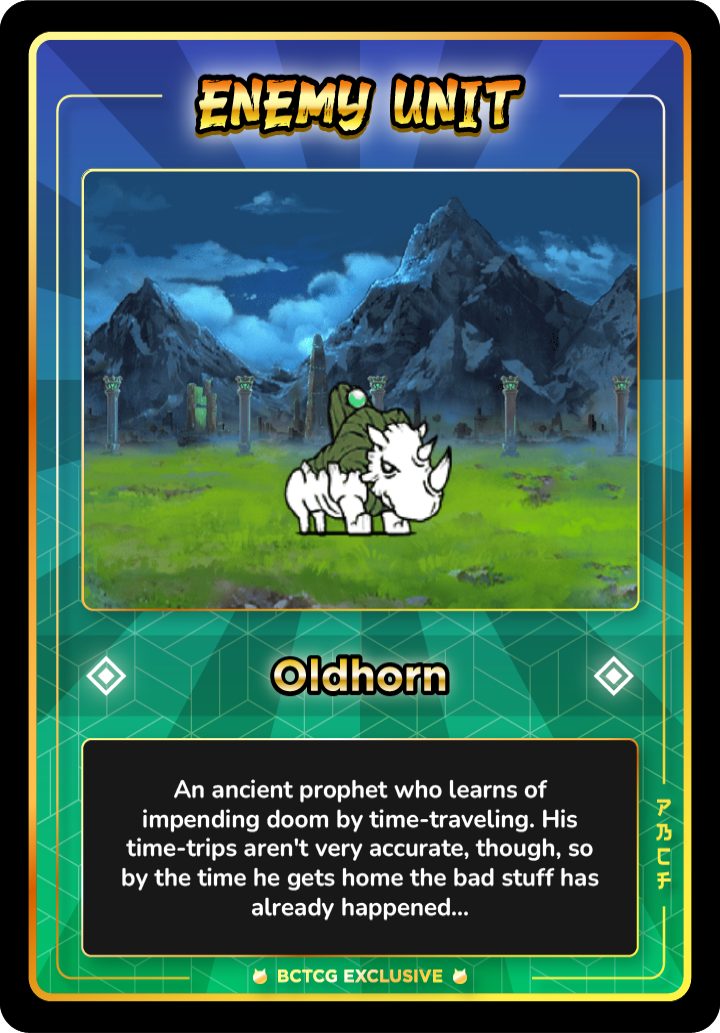 ENEMY UNIT
Oldhorn
An ancient prophet who learns of
impending doom by time-traveling. His
time-trips aren't very accurate, though, so
by the time he gets home the bad stuff has
already happened...
BCTCG EXCLUSIVE